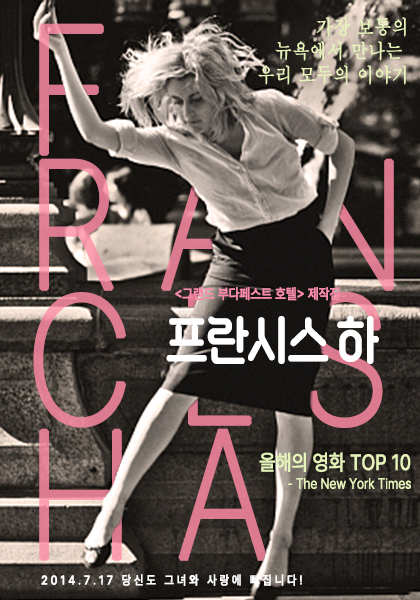 가장 보통의
뉴욕에서 만나는
우리 모두의 이야기
FRANCES
HA
<그랜드 부다페스트 호텔> 제작진
프란시스 하
올해의 영화 TOP 10
- The New York Times
2014.7.17 당신도 그녀와 사랑에 빠집니다!